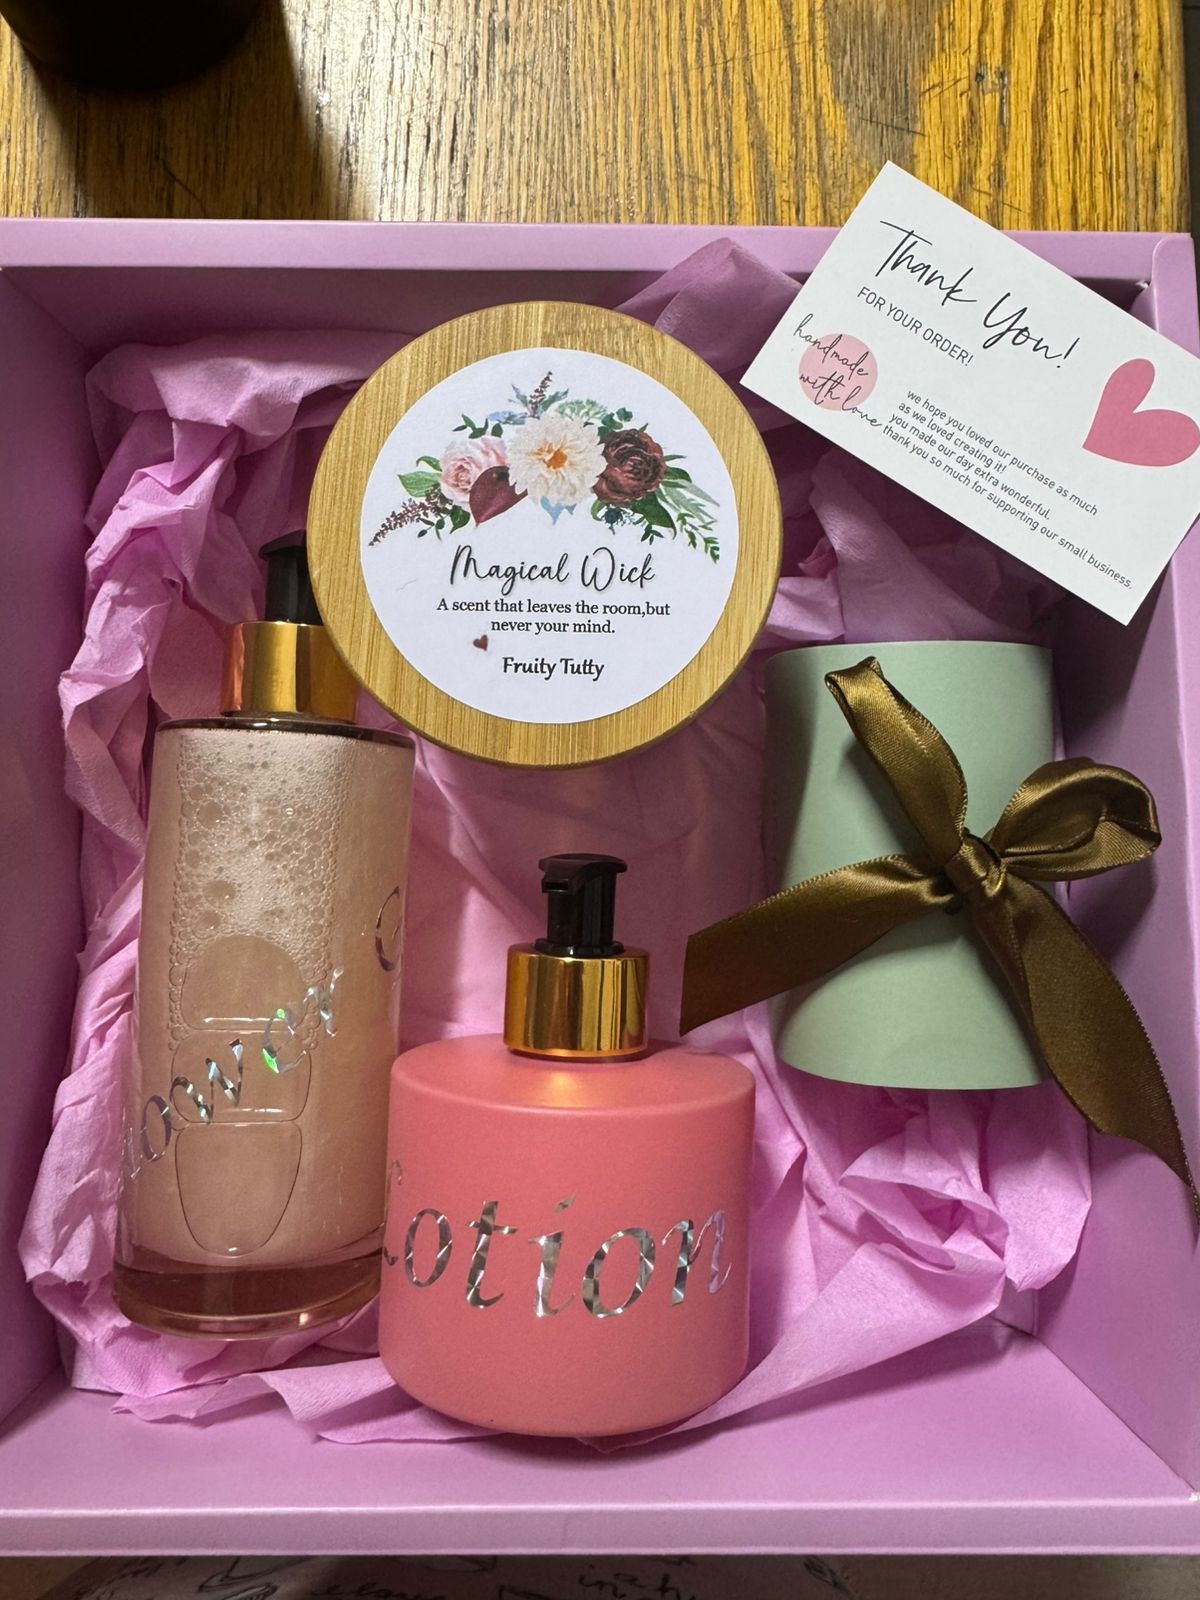 Thank You!
FOR YOUR ORDER!
handmade
with love
we hope you loved our purchase as much
as we loved creating it!
you made our day extra wonderful.
thank you so much for supporting our small business.
Magical Wick
A scent that leaves the room,but
never your mind.
Fruity Tutty
Lotion